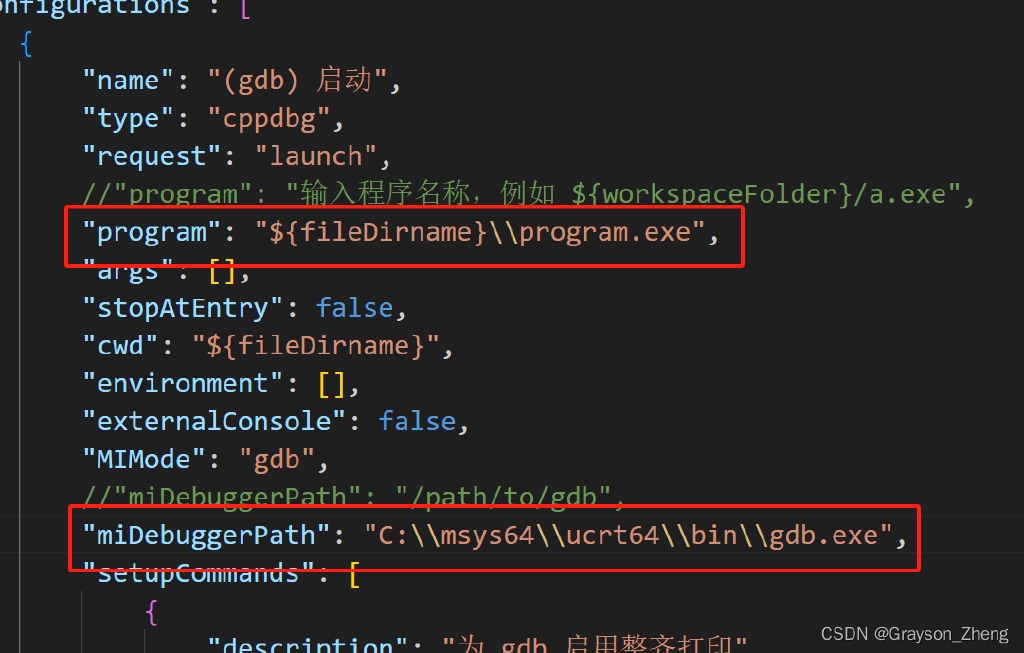 onfigurations": [
{
"name": "(gdb) 启动",
"type": "cppdbg",
"request": "launch",
//"program": "输入程序名称，例如 ${workspaceFolder}/a.exe",
"program": "${fileDirname}\\program.exe",
"args": [],
"stopAtEntry": false,
"cwd": "${fileDirname}",
"environment": [],
"externalConsole": false,
"MIMode": "gdb",
//"miDebuggerPath": "/path/to/gdb",
"miDebuggerPath": "C:\\msys64\\ucrt64\\bin\\gdb.exe",
"setupCommands": [
{
"description": "为 gdb 启用整齐打印"
CSDN @Grayson_Zheng